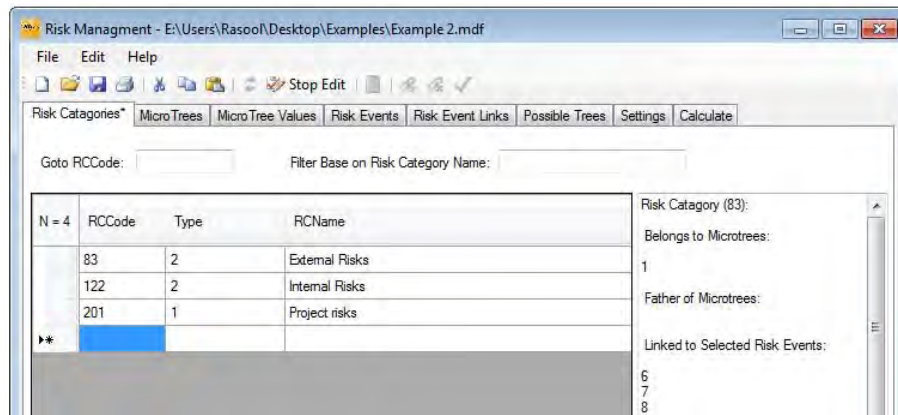 Risk Managment - E:\Users\Rasool\Desktop\Examples\Example 2.mdf
File Edit Help
Stop Edit
Risk Catagories* MicroTrees MicroTree Values Risk Events Risk Event Links Possible Trees Settings Calculate
Goto RCCode: Filter Base on Risk Category Name:
N = 4 RCCode Type RCName
83 2 External Risks
122 2 Internal Risks
201 1 Project risks
Risk Catagory (83):
Belongs to Microtrees:
1
Father of Microtrees:
Linked to Selected Risk Events:
6
7
8